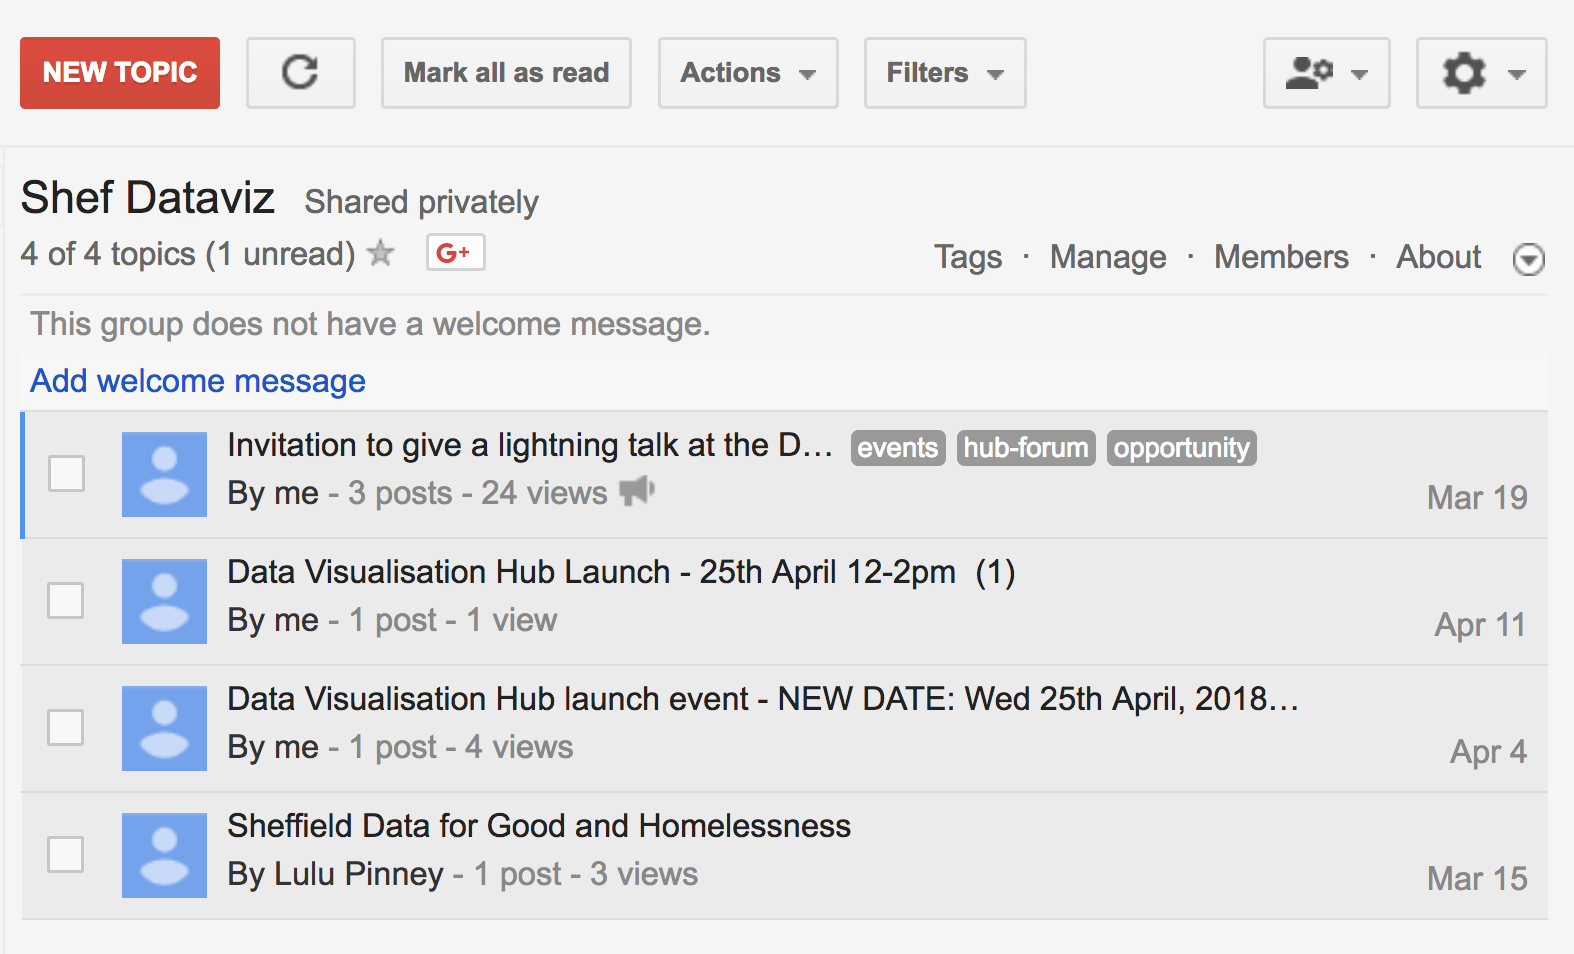 NEW TOPIC Mark all as read Actions Filters
Shef Dataviz Shared privately
4 of 4 topics (1 unread) G+ Tags · Manage · Members · About
This group does not have a welcome message.
Add welcome message
Invitation to give a lightning talk at the D... events hub-forum opportunity
By me - 3 posts - 24 views Mar 19
Data Visualisation Hub Launch - 25th April 12-2pm (1)
By me - 1 post - 1 view Apr 11
Data Visualisation Hub launch event - NEW DATE: Wed 25th April, 2018...
By me - 1 post - 4 views Apr 4
Sheffield Data for Good and Homelessness
By Lulu Pinney - 1 post - 3 views Mar 15